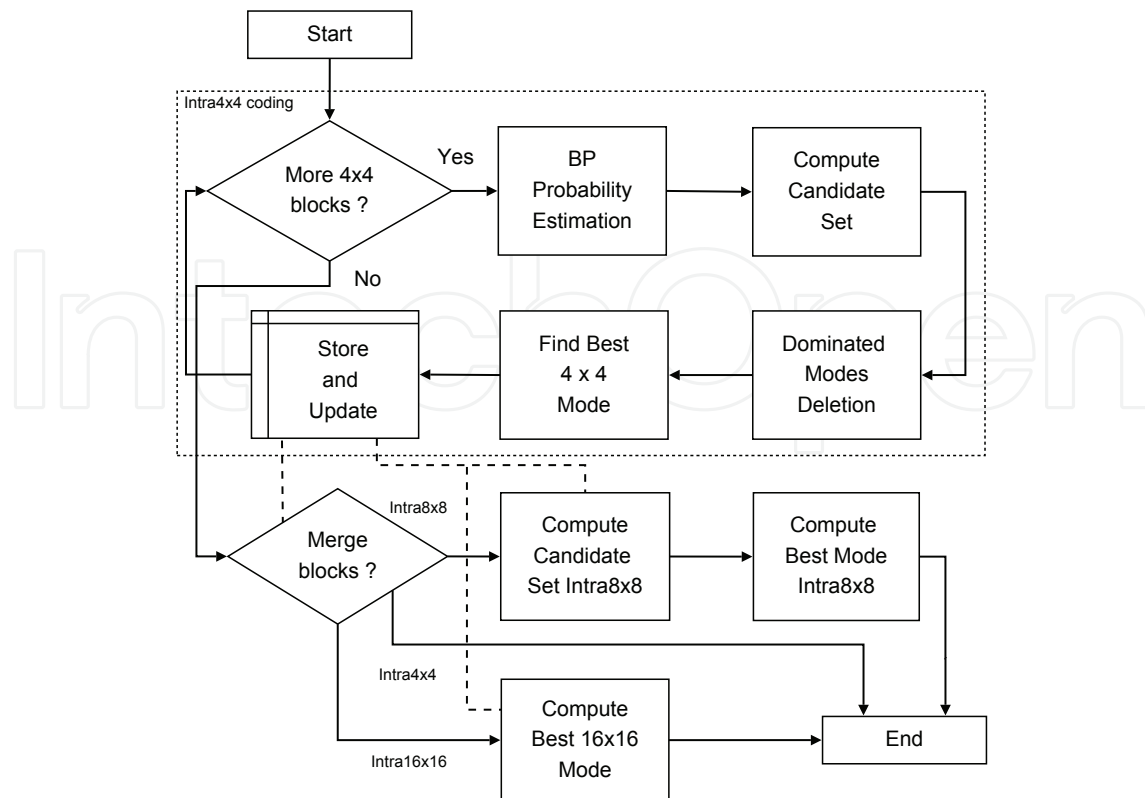 Start
Intra4x4 coding
More 4x4
blocks ?
Yes
No
BP
Probability
Estimation
Compute
Candidate
Set
Store
and
Update
Find Best
4 x 4
Mode
Dominated
Modes
Deletion
Merge
blocks ?
Intra8x8
Compute
Candidate
Set Intra8x8
Compute
Best Mode
Intra8x8
Intra4x4
Intra16x16
Compute
Best 16x16
Mode
End
IntechOpen